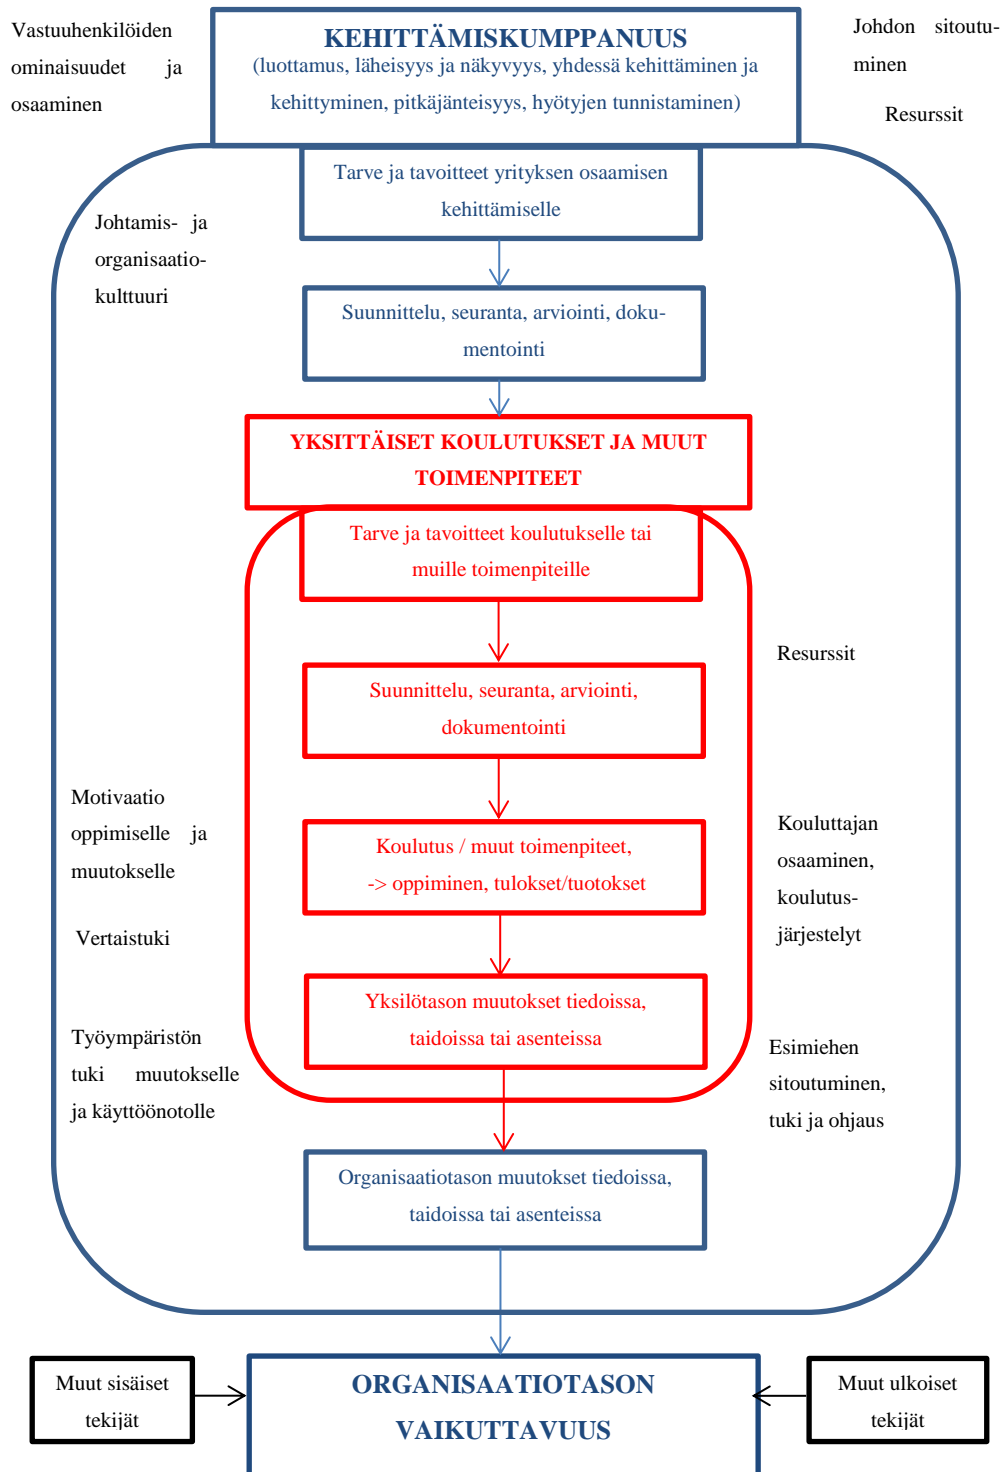 Vastuuhenkilöiden
ominaisuudet ja
osaaminen
KEHITTÄMISKUMPPANUUS
(luottamus, läheisyys ja näkyvyys, yhdessä kehittäminen ja
kehittyminen, pitkäjänteisyys, hyötyjen tunnistaminen)
Johdon sitoutu-
minen
Resurssit
Tarve ja tavoitteet yrityksen osaamisen
kehittämiselle
Johtamis- ja
organisaatio-
kulttuuri
Suunnittelu, seuranta, arviointi, doku-
mentointi
YKSITTÄISET KOULUTUKSET JA MUUT
TOIMENPITEET
Tarve ja tavoitteet koulutukselle tai
muille toimenpiteille
Resurssit
Suunnittelu, seuranta, arviointi,
dokumentointi
Motivaatio
oppimiselle ja
muutokselle
Koulutus / muut toimenpiteet,
-> oppiminen, tulokset/tuotokset
Kouluttajan
osaaminen,
koulutus-
järjestelyt
Vertaistuki
Yksilötason muutokset tiedoissa,
taidoissa tai asenteissa
Työympäristön
tuki muutokselle
ja käyttöönotolle
Esimiehen
sitoutuminen,
tuki ja ohjaus
Organisaatiotason muutokset tiedoissa,
taidoissa tai asenteissa
Muut sisäiset
tekijät
ORGANISAATIOTASON
VAIKUTTAVUUS
Muut ulkoiset
tekijät